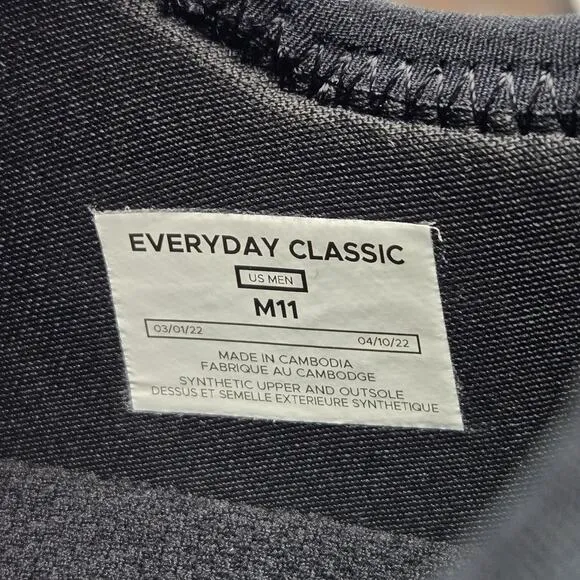 EVERYDAY CLASSIC
US MEN
M11
03/01/22 04/10/22
MADE IN CAMBODIA
FABRIQUE AU CAMBODGE
SYNTHETIC UPPER AND OUTSOLE
DESSUS ET SEMELLE EXTERIEURE SYNTHETIQUE